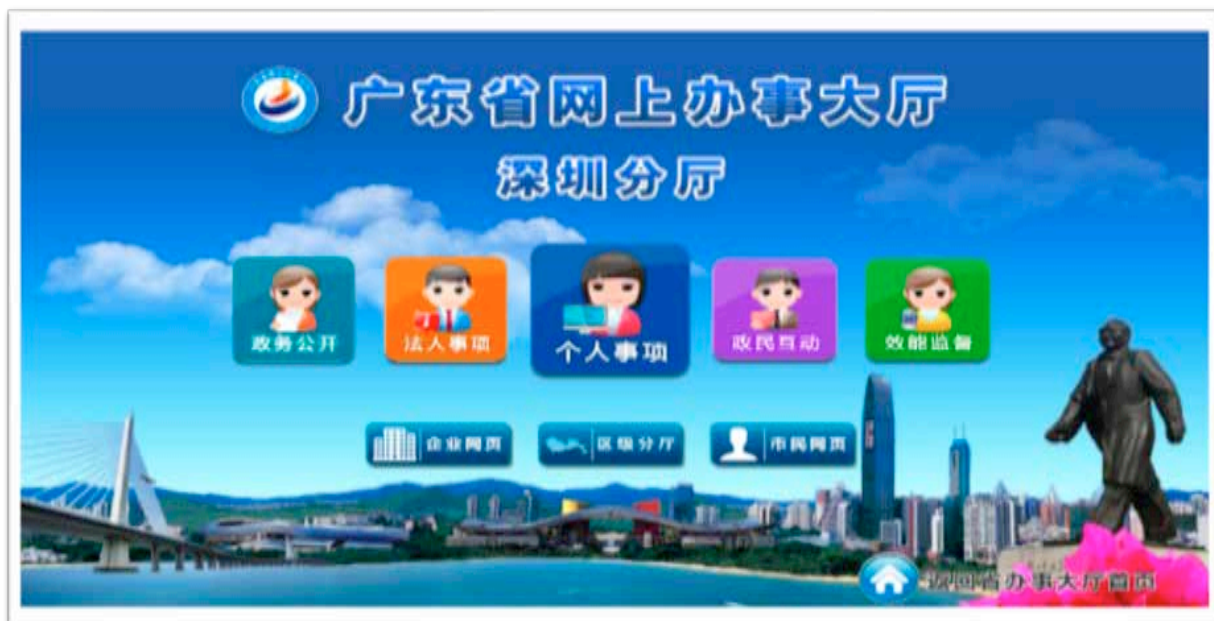 广东省网上办事大厅
深圳分厅
政务公开
法人事项
个人事项
政民互动
效能监督
企业网页
区级分厅
市民网页
返回省办事大厅首页